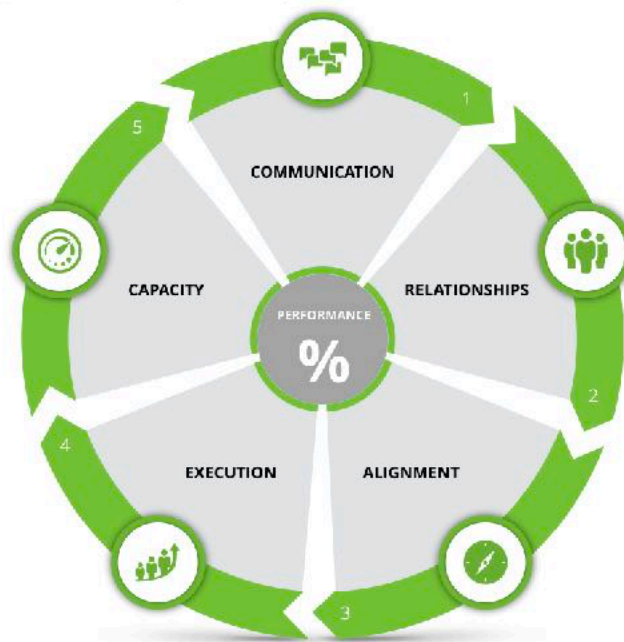 5
1
COMMUNICATION
CAPACITY
RELATIONSHIPS
PERFORMANCE
%
2
4
EXECUTION
ALIGNMENT
3